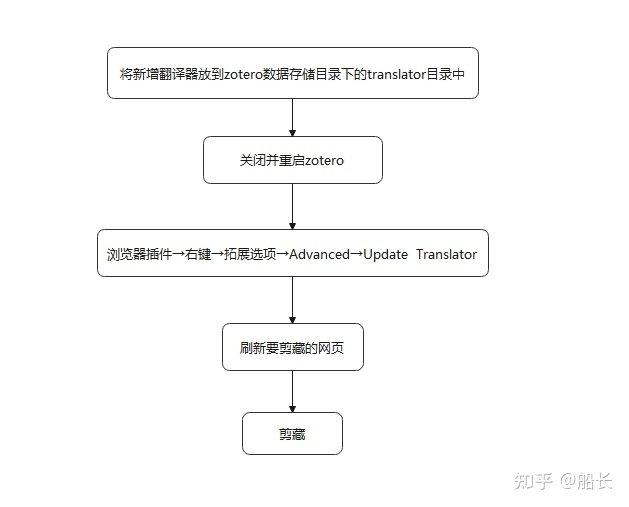 将新增翻译器放到zotero数据存储目录下的translator目录中
关闭并重启zotero
浏览器插件→右键→拓展选项→Advanced→Update Translator
刷新要剪藏的网页
剪藏
知乎 @船长